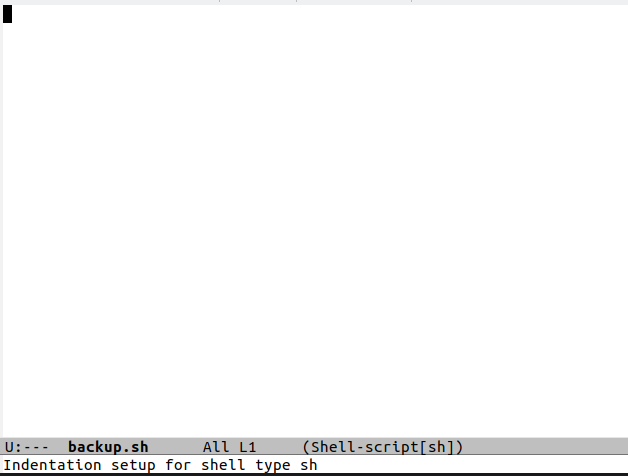 U:--- backup.sh All L1 (Shell-script[sh])
Indentation setup for shell type sh